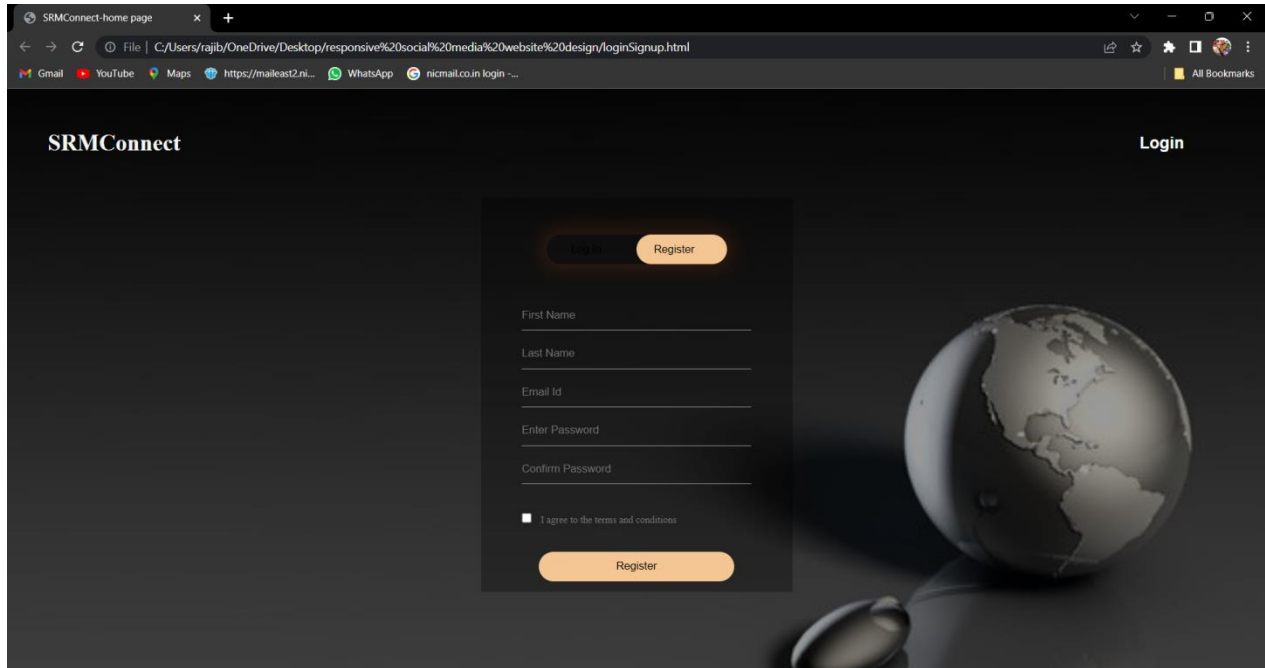 SRMConnect-home page
File | C:/Users/rajib/OneDrive/Desktop/responsive%20social%20media%20website%20design/loginSignup.html
Gmail YouTube Maps https://maileast2.ni... WhatsApp nicmail.co.in login -... All Bookmarks
SRMConnect Login
Log In Register
First Name
Last Name
Email Id
Enter Password
Confirm Password
I agree to the terms and conditions
Register